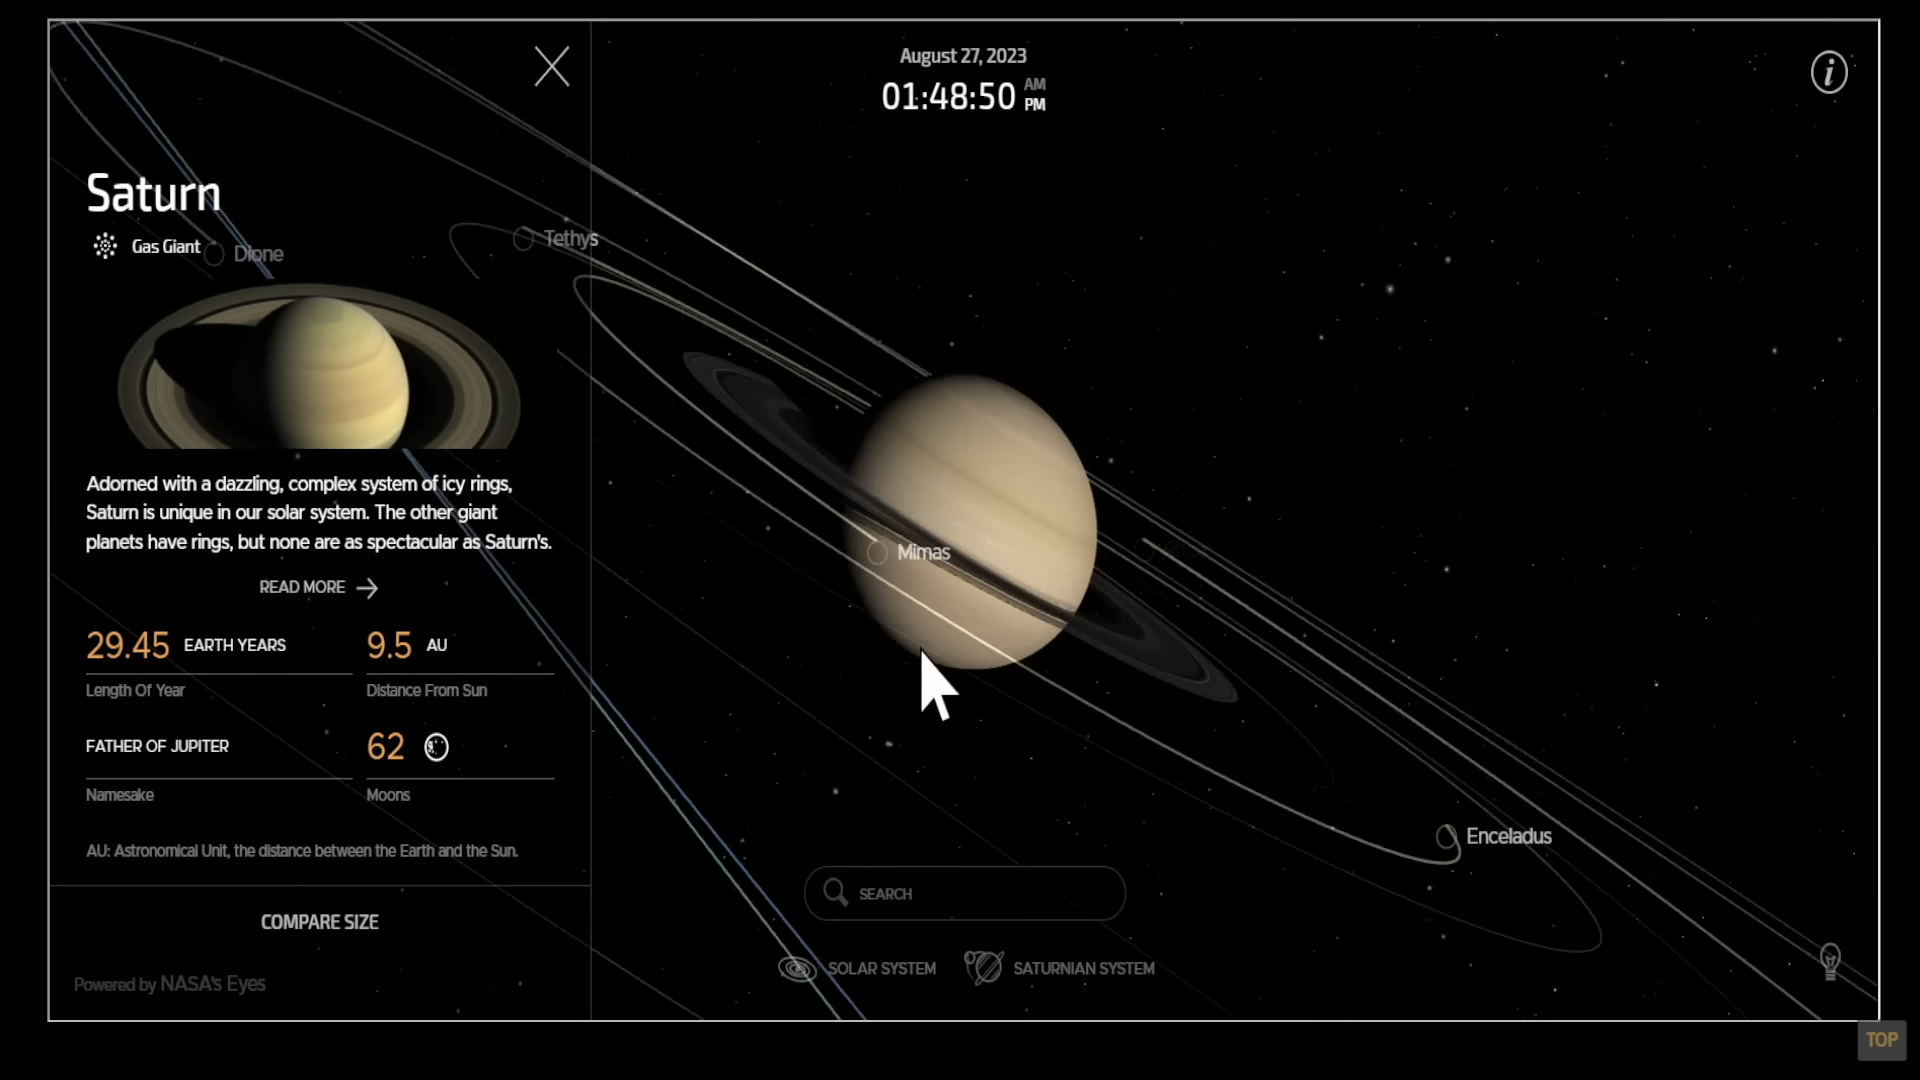 August 27, 2023
01:48:50 AM PM
Saturn
Gas Giant
Dione
Tethys
Adorned with a dazzling, complex system of icy rings,
Saturn is unique in our solar system. The other giant
planets have rings, but none are as spectacular as Saturn's.
READ MORE
29.45 EARTH YEARS
Length Of Year
9.5 AU
Distance From Sun
FATHER OF JUPITER
Namesake
62
Moons
AU: Astronomical Unit, the distance between the Earth and the Sun.
COMPARE SIZE
Powered by NASA's Eyes
Mimas
Enceladus
SEARCH
SOLAR SYSTEM
SATURNIAN SYSTEM
i
TOP